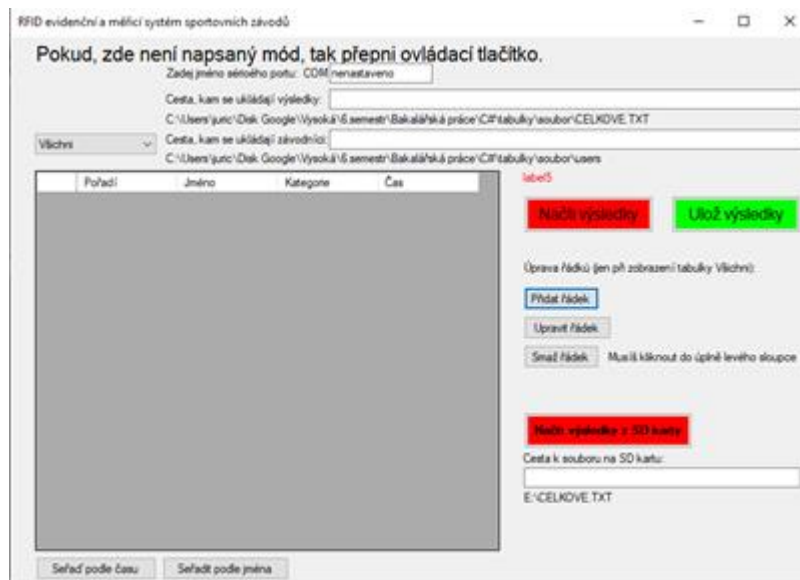 RFID evidenční a měřicí systém sportovních závodů
Pokud, zde není napsaný mód, tak přepni ovládací tlačítko.
Zadej jméno sérioého portu: COM nenastaveno
Cesta, kam se ukládají výsledky:
C:\Users\juric\Disk Google\Vysoká\6.semestr\Bakalářská práce\C#\tabulky\soubor\CELKOVE.TXT
Všichni
Cesta, kam se ukládají závodníci:
C:\Users\juric\Disk Google\Vysoká\6.semestr\Bakalářská práce\C#\tabulky\soubor\users
Pořadí Jméno Kategorie Čas
label5
Načti výsledky Ulož výsledky
Úprava řádků (jen při zobrazení tabulky Všichni):
Přidat řádek
Upravit řádek
Smaž řádek Musíš kliknout do úplně levého sloupce
Načti výsledky z SD karty
Cesta k souboru na SD kartu:
E:\CELKOVE.TXT
Seřaď podle času Seřadit podle jména